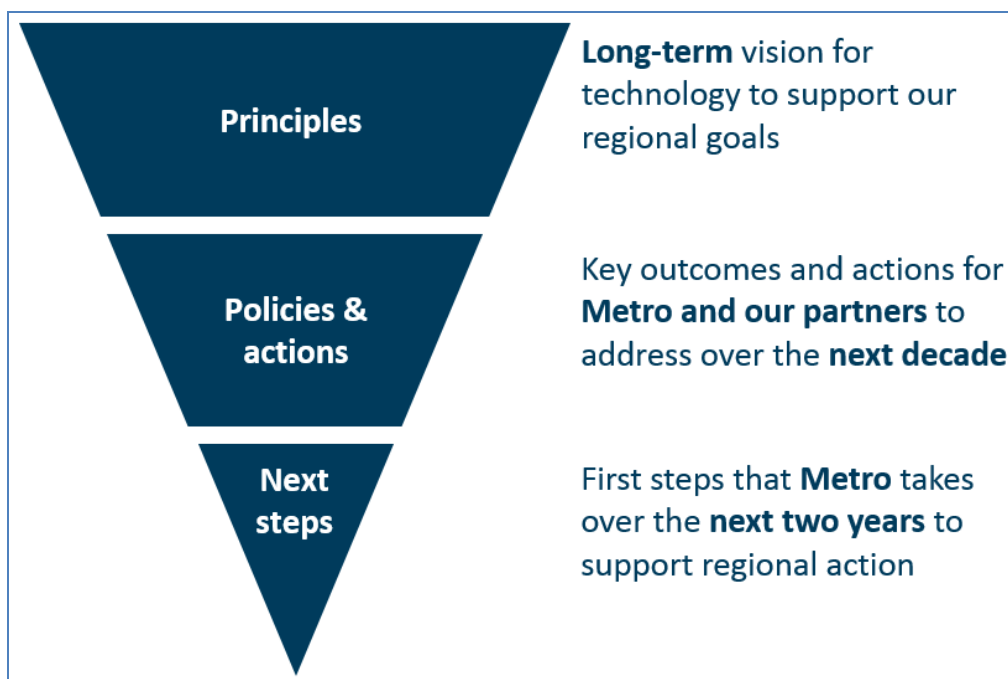 Principles
Long-term vision for
technology to support our
regional goals
Policies &
actions
Key outcomes and actions for
Metro and our partners to
address over the next decade
Next
steps
First steps that Metro takes
over the next two years to
support regional action